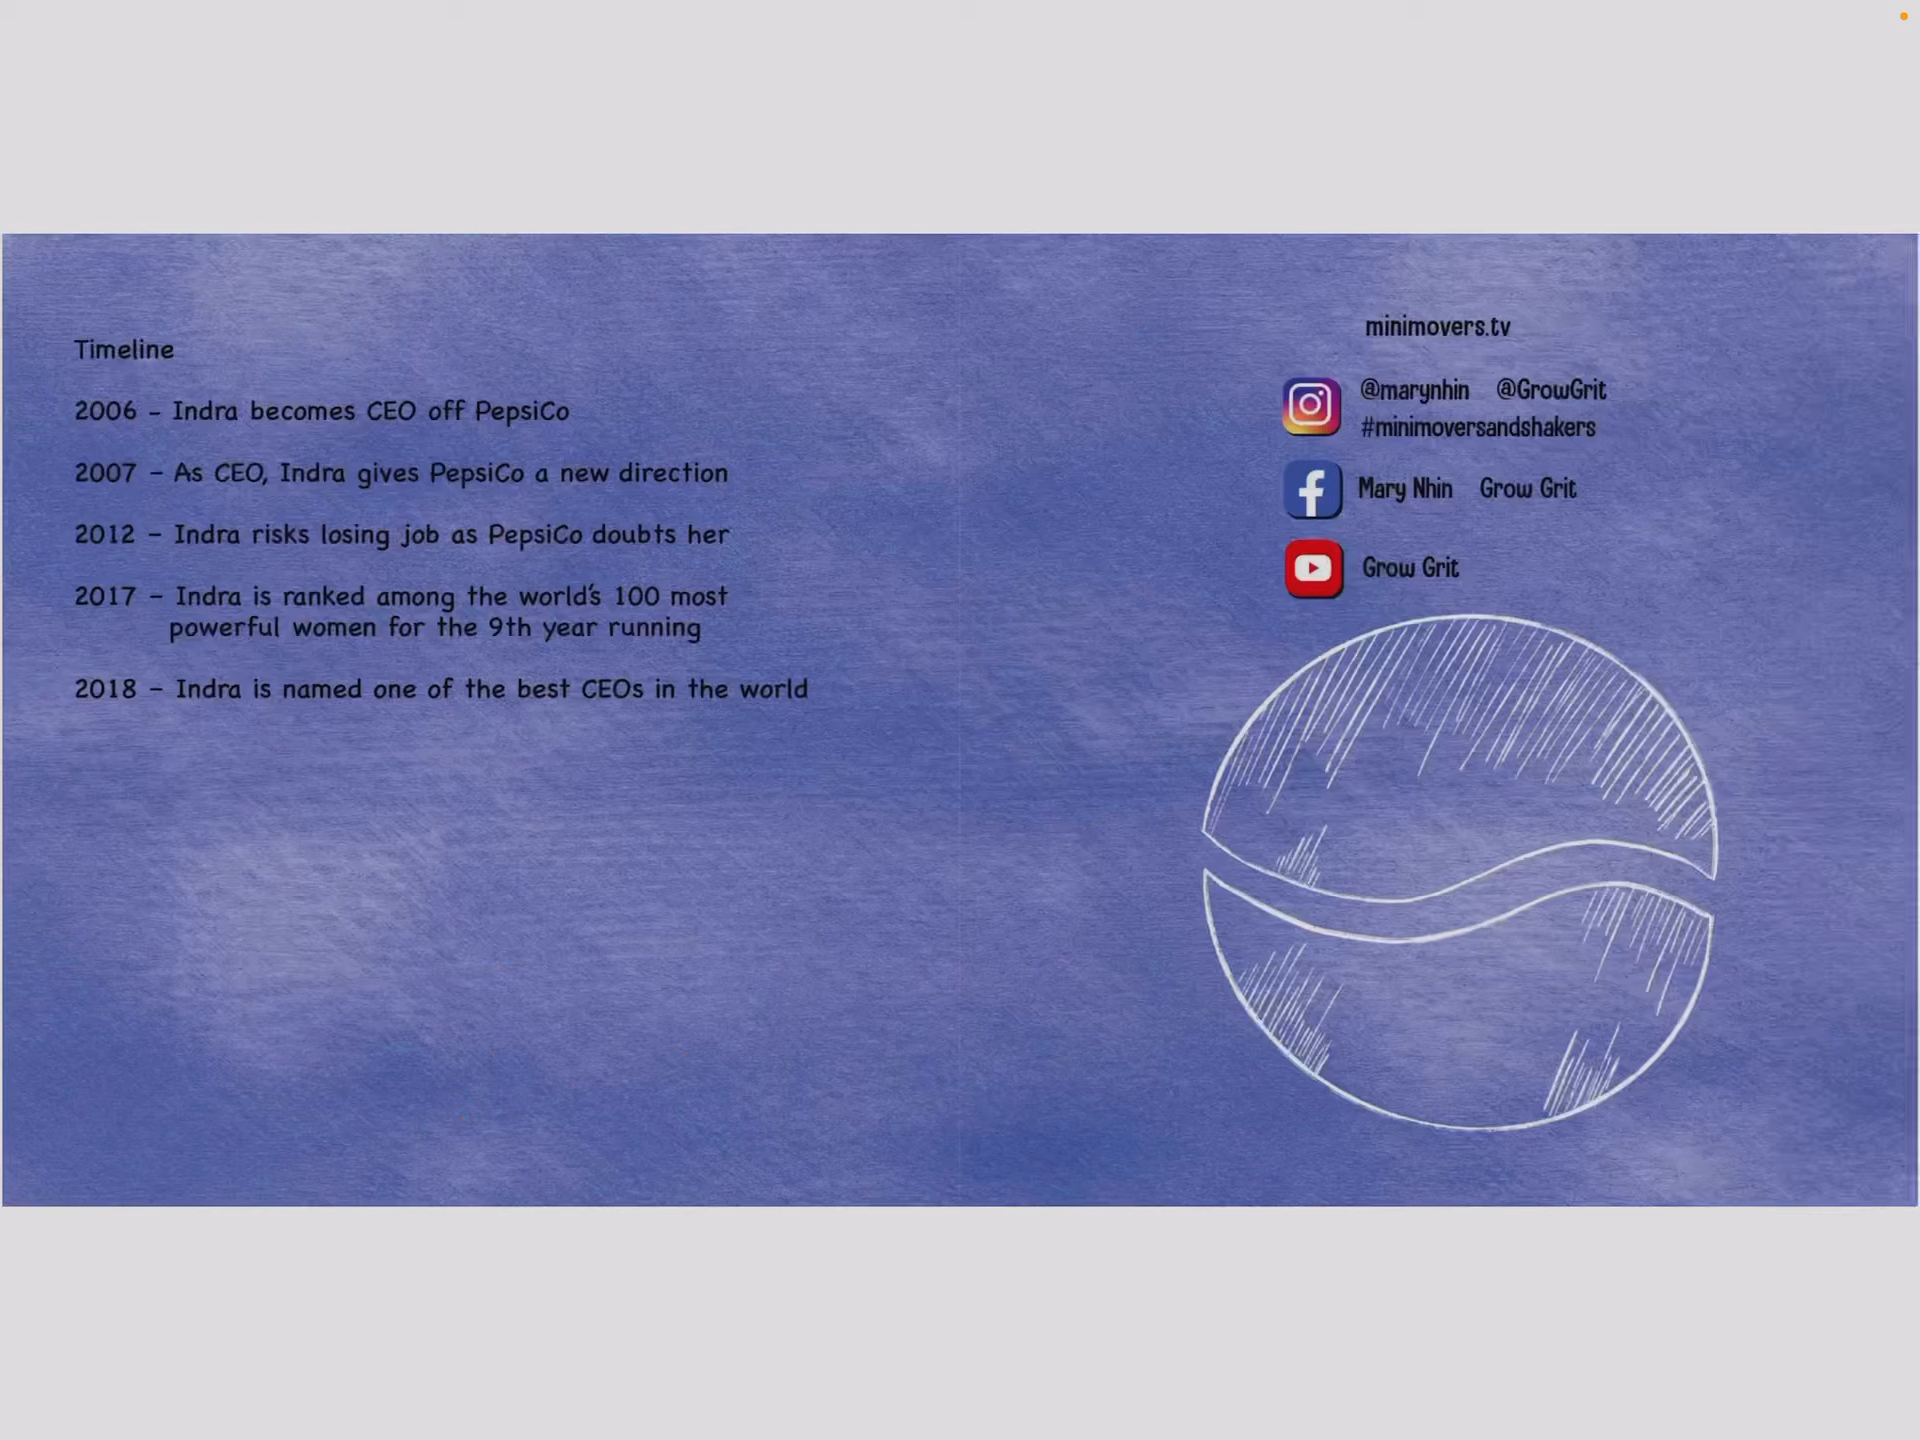 Timeline
2006 – Indra becomes CEO off PepsiCo
2007 – As CEO, Indra gives PepsiCo a new direction
2012 – Indra risks losing job as PepsiCo doubts her
2017 – Indra is ranked among the world's 100 most
powerful women for the 9th year running
2018 – Indra is named one of the best CEOs in the world
minimovers.tv
@marynhin @GrowGrit
#minimoversandshakers
Mary Nhin Grow Grit
Grow Grit